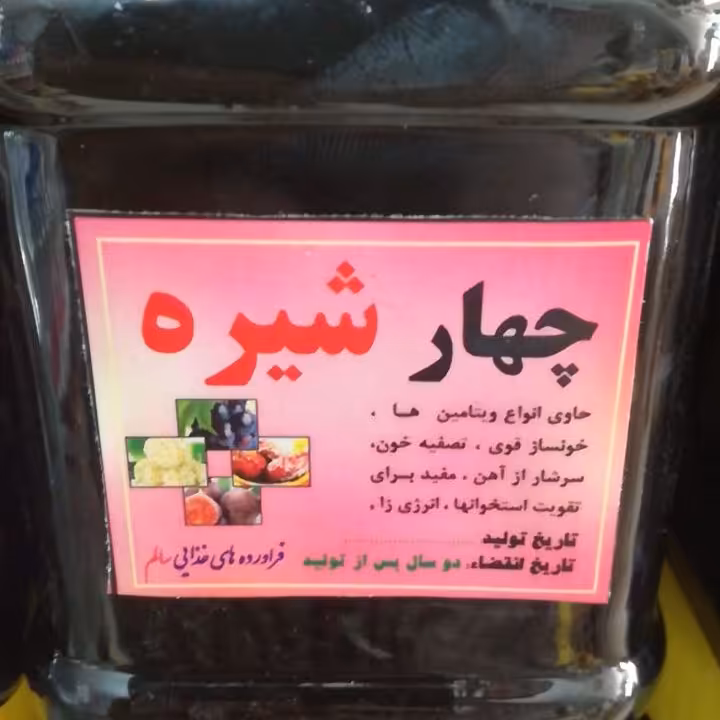 چهار شیره
حاوی انواع ویتامین ها ،
خونساز قوی ، تصفیه خون،
سرشار از آهن ، مفید برای
تقویت استخوانها ، انرژی زا ،
تاریخ تولید ....................
تاریخ انقضاء: دو سال پس از تولید
فراورده های غذایی سالم